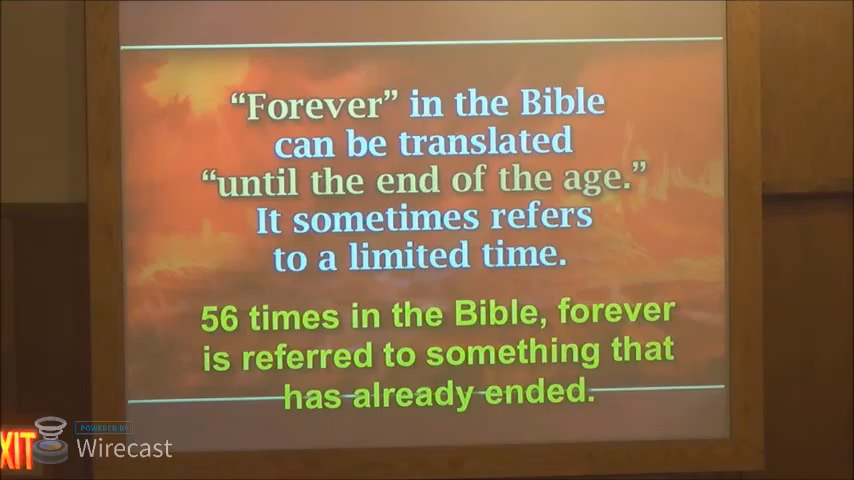 “Forever” in the Bible
can be translated
“until the end of the age.”
It sometimes refers
to a limited time.
56 times in the Bible, forever
is referred to something that
has already ended.
XIT
POWERED BY
Wirecast